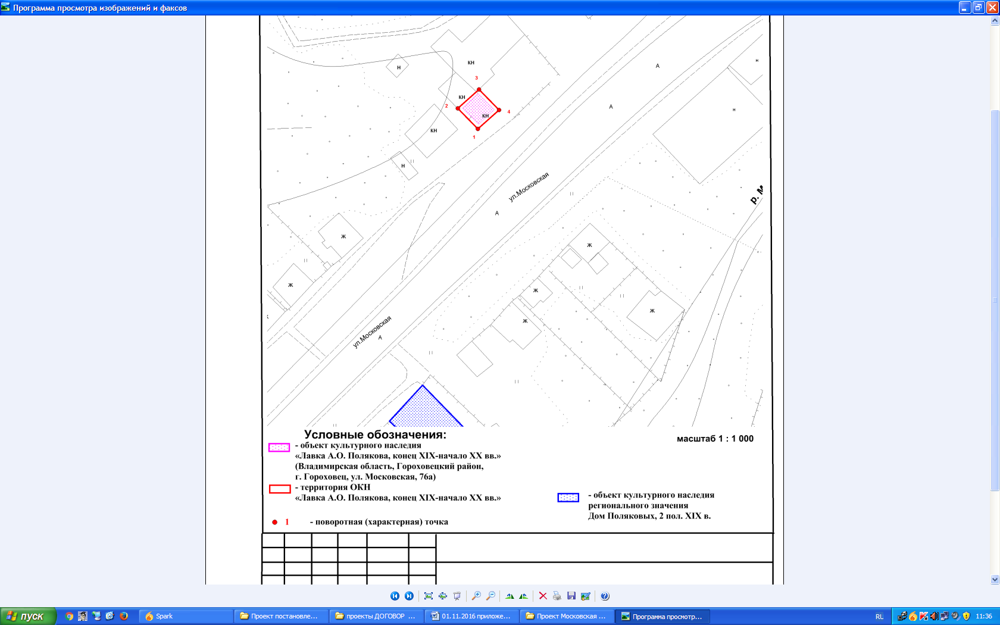 Программа просмотра изображений и факсов
А
н
н
кн
3
кн
2
4
кн
А
н
кн
1
н
ул.Московская
р. М
А
ж
ж
ж
ж
ж
ж
ул.Московская
А
Условные обозначения:
масштаб 1 : 1 000
- объект культурного наследия
«Лавка А.О. Полякова, конец XIX-начало XX вв.»
(Владимирская область, Гороховецкий район,
г. Гороховец, ул. Московская, 76а)
- территория ОКН
«Лавка А.О. Полякова, конец XIX-начало XX вв.»
- объект культурного наследия
регионального значения
Дом Поляковых, 2 пол. XIX в.
1 - поворотная (характерная) точка
пуск
Spark
Проект постановле...
проекты ДОГОВОР ...
01.11.2016 приложе...
Проект Московская ...
Программа просмотр...
RU
11:36